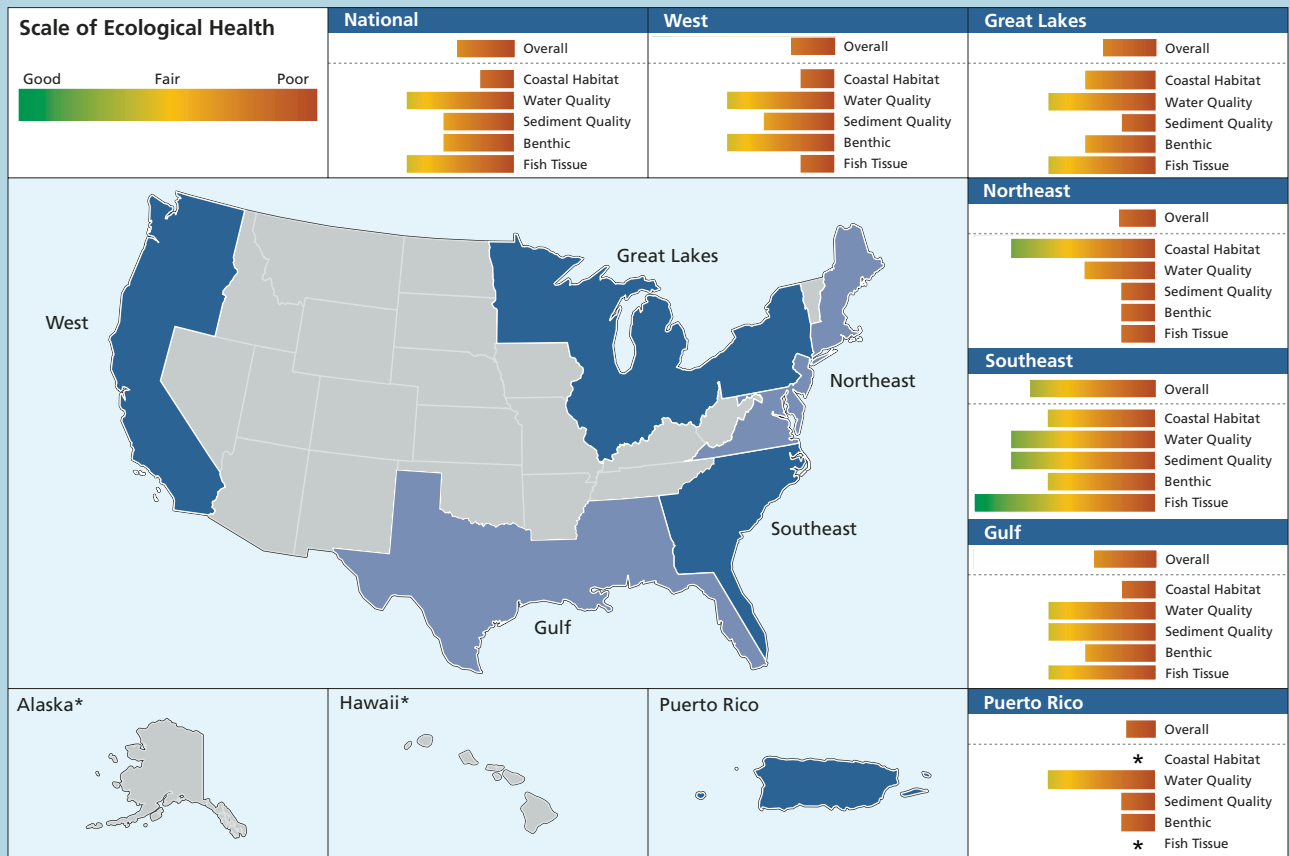 Scale of Ecological Health
Good Fair Poor
National
Overall
Coastal Habitat
Water Quality
Sediment Quality
Benthic
Fish Tissue
West
Overall
Coastal Habitat
Water Quality
Sediment Quality
Benthic
Fish Tissue
Great Lakes
Overall
Coastal Habitat
Water Quality
Sediment Quality
Benthic
Fish Tissue
West
Great Lakes
Northeast
Southeast
Gulf
Northeast
Overall
Coastal Habitat
Water Quality
Sediment Quality
Benthic
Fish Tissue
Southeast
Overall
Coastal Habitat
Water Quality
Sediment Quality
Benthic
Fish Tissue
Gulf
Overall
Coastal Habitat
Water Quality
Sediment Quality
Benthic
Fish Tissue
Alaska*
Hawaii*
Puerto Rico
Puerto Rico
Overall
* Coastal Habitat
Water Quality
Sediment Quality
Benthic
* Fish Tissue